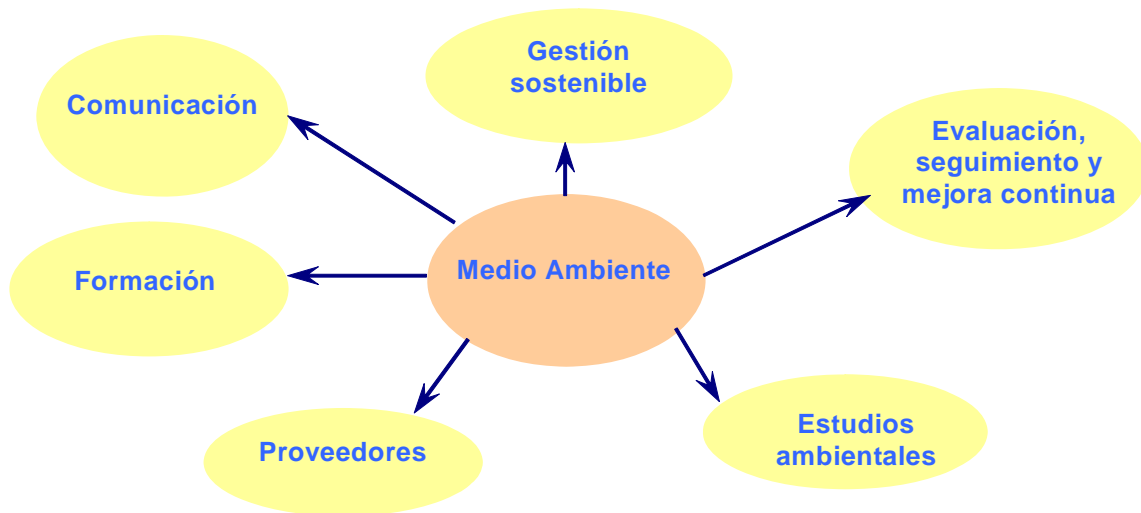 Gestión
sostenible
Comunicación
Evaluación,
seguimiento y
mejora continua
Medio Ambiente
Formación
Estudios
ambientales
Proveedores